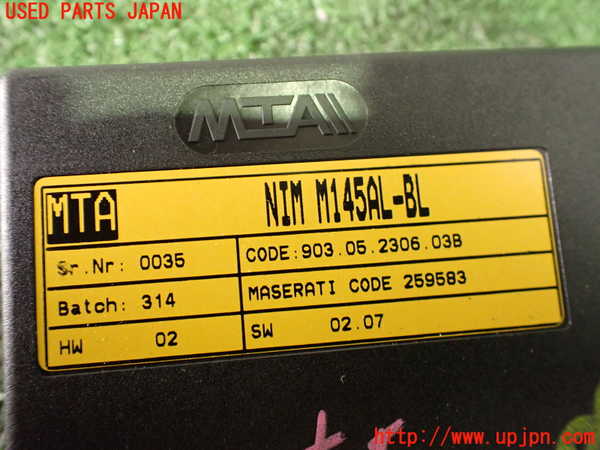 USED PARTS JAPAN
MTA
MTA NIM M145AL-BL
Sr.Nr: 0035
CODE:903.05.2306.03B
Batch: 314
MASERATI CODE 259583
HW 02
SW 02.07
http://www.upjpn.com